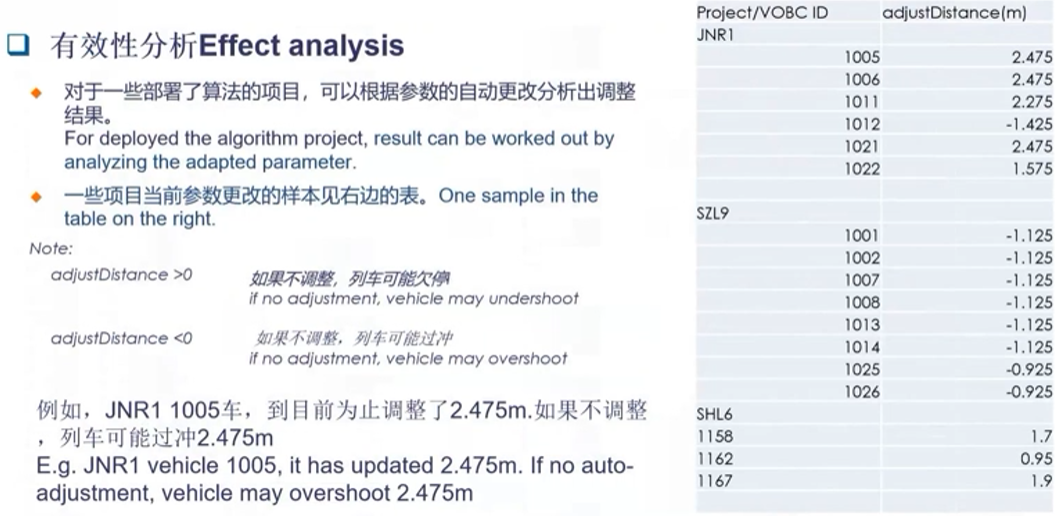 有效性分析Effect analysis
对于一些部署了算法的项目，可以根据参数的自动更改分析出调整
结果。
For deployed the algorithm project, result can be worked out by
analyzing the adapted parameter.
一些项目当前参数更改的样本见右边的表。One sample in the
table on the right.
Note:
adjustDistance >0 如果不调整，列车可能欠停
if no adjustment, vehicle may undershoot
adjustDistance <0 如果不调整，列车可能过冲
if no adjustment, vehicle may overshoot
例如，JNR1 1005车，到目前为止调整了2.475m.如果不调整
，列车可能过冲2.475m
E.g. JNR1 vehicle 1005, it has updated 2.475m. If no auto-
adjustment, vehicle may overshoot 2.475m
Project/VOBC ID adjustDistance(m)
JNR1
1005 2.475
1006 2.475
1011 2.275
1012 -1.425
1021 2.475
1022 1.575
SZL9
1001 -1.125
1002 -1.125
1007 -1.125
1008 -1.125
1013 -1.125
1014 -1.125
1025 -0.925
1026 -0.925
SHL6
1158 1.7
1162 0.95
1167 1.9